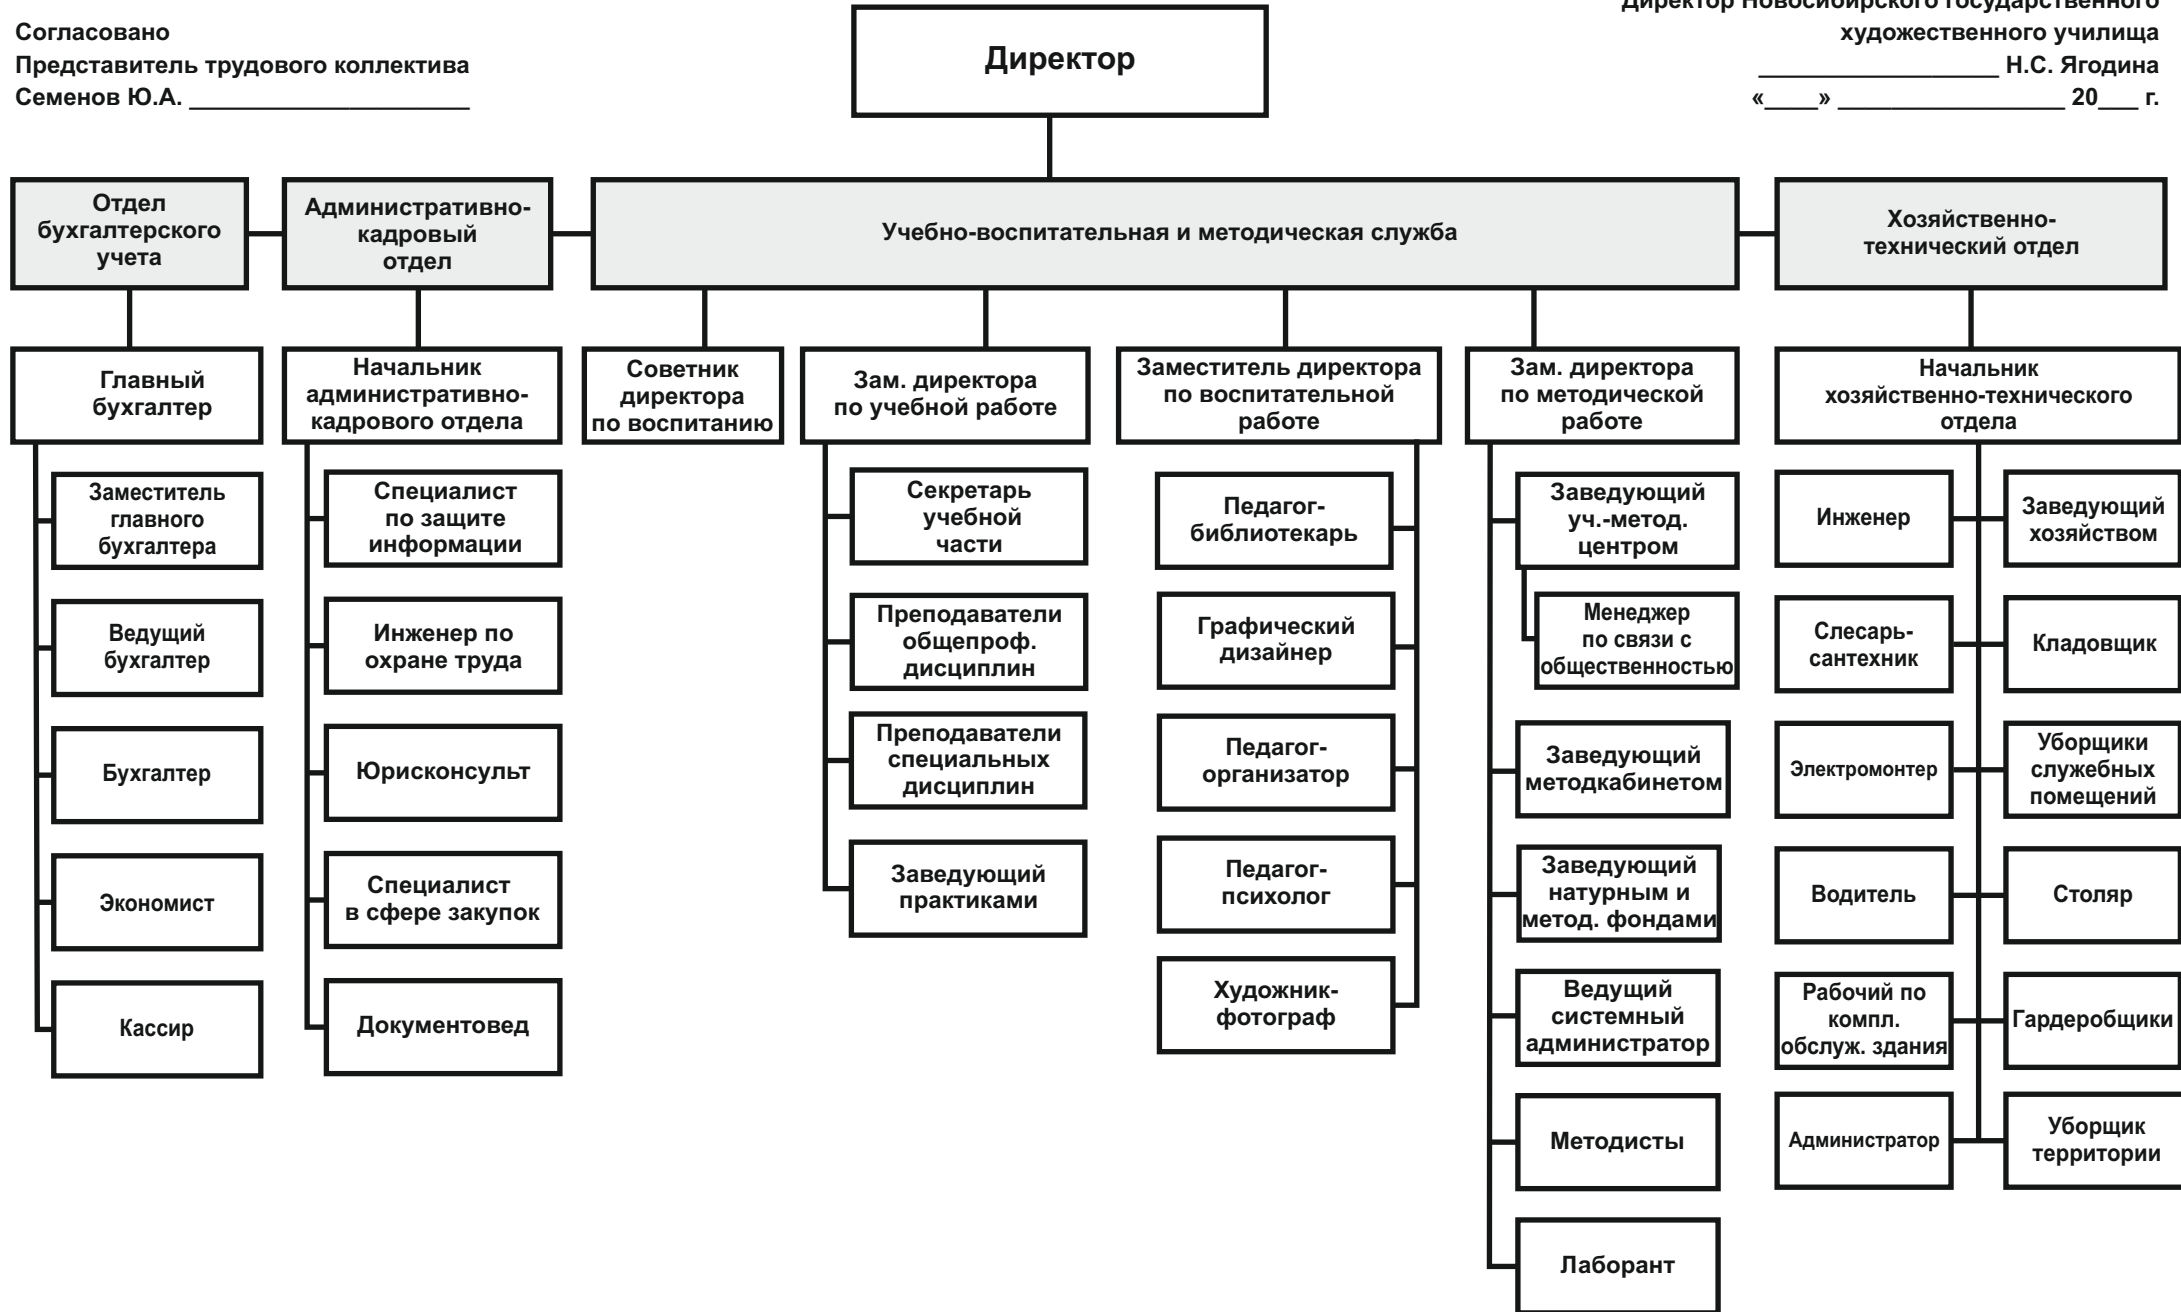 Согласовано
Представитель трудового коллектива
Семенов Ю.А. _____________________
Директор
Директор Новосибирского государственного
художественного училища
__________________ Н.С. Ягодина
«____» _________________ 20___ г.
Отдел
бухгалтерского
учета
Административно-
кадровый
отдел
Учебно-воспитательная и методическая служба
Хозяйственно-
технический отдел
Главный
бухгалтер
Начальник
административно-
кадрового отдела
Советник
директора
по воспитанию
Зам. директора
по учебной работе
Заместитель директора
по воспитательной
работе
Зам. директора
по методической
работе
Начальник
хозяйственно-технического
отдела
Заместитель
главного
бухгалтера
Ведущий
бухгалтер
Бухгалтер
Экономист
Кассир
Специалист
по защите
информации
Инженер по
охране труда
Юрисконсульт
Специалист
в сфере закупок
Документовед
Секретарь
учебной
части
Преподаватели
общепроф.
дисциплин
Преподаватели
специальных
дисциплин
Заведующий
практиками
Педагог-
библиотекарь
Графический
дизайнер
Педагог-
организатор
Педагог-
психолог
Художник-
фотограф
Заведующий
уч.-метод.
центром
Менеджер
по связи с
общественностью
Заведующий
методкабинетом
Заведующий
натурным и
метод. фондами
Ведущий
системный
администратор
Методисты
Лаборант
Инженер
Слесарь-
сантехник
Электромонтер
Водитель
Рабочий по
компл.
обслуж. здания
Администратор
Заведующий
хозяйством
Кладовщик
Уборщики
служебных
помещений
Столяр
Гардеробщики
Уборщик
территории